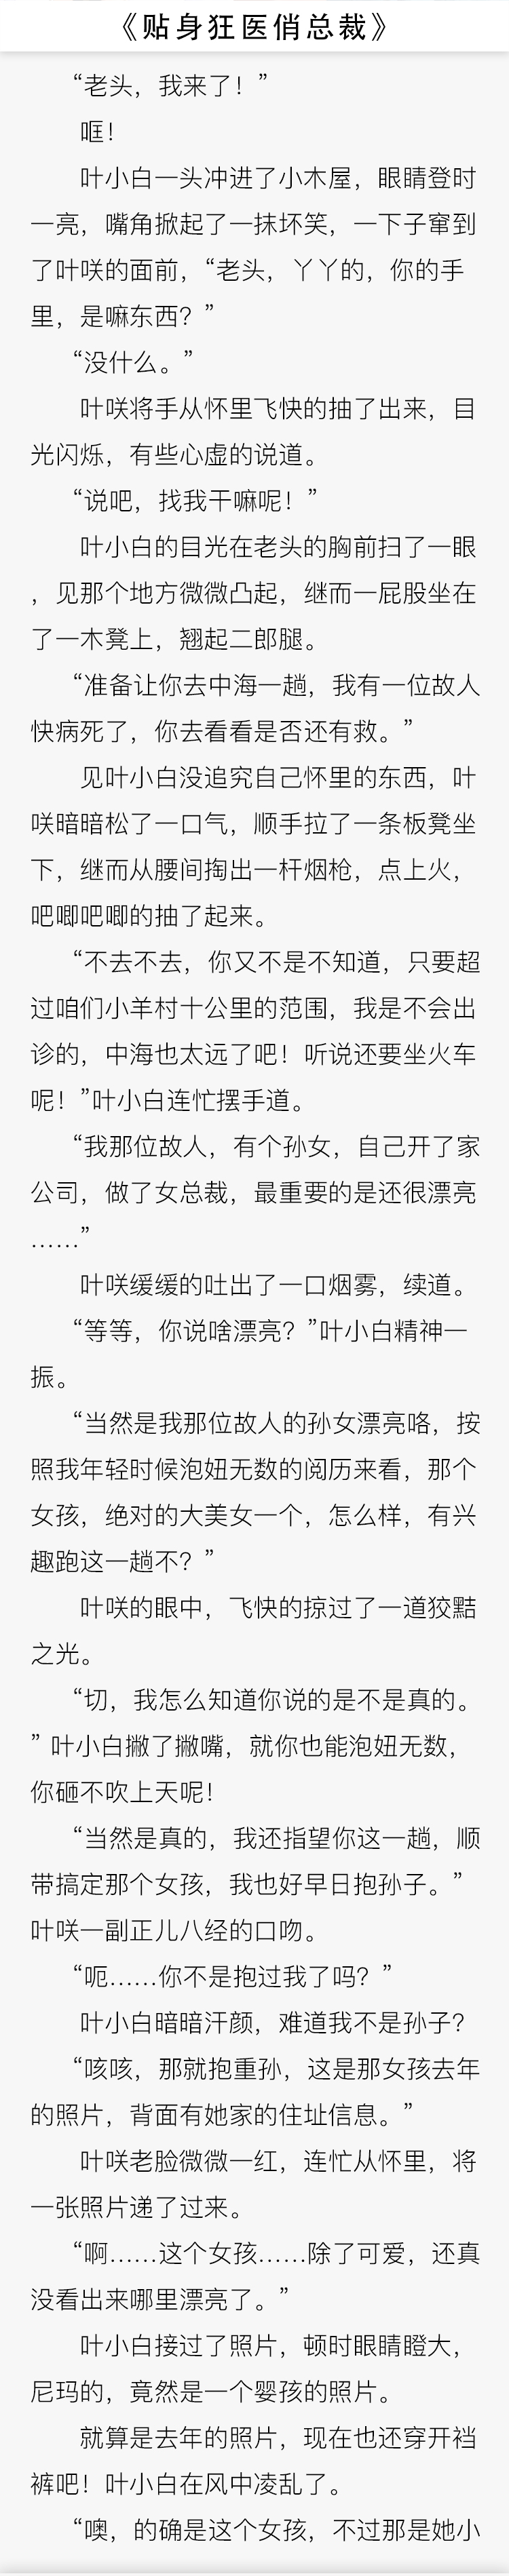 《贴身狂医俏总裁》
“老头，我来了！”
哐！
叶小白一头冲进了小木屋，眼睛登时
一亮，嘴角掀起了一抹坏笑，一下子窜到
了叶咲的面前，“老头，丫丫的，你的手
里，是嘛东西？”
“没什么。”
叶咲将手从怀里飞快的抽了出来，目
光闪烁，有些心虚的说道。
“说吧，找我干嘛呢！”
叶小白的目光在老头的胸前扫了一眼
，见那个地方微微凸起，继而一屁股坐在
了一木凳上，翘起二郎腿。
“准备让你去中海一趟，我有一位故人
快病死了，你去看看是否还有救。”
见叶小白没追究自己怀里的东西，叶
咲暗暗松了一口气，顺手拉了一条板凳坐
下，继而从腰间掏出一杆烟枪，点上火，
吧唧吧唧的抽了起来。
“不去不去，你又不是不知道，只要超
过咱们小羊村十公里的范围，我是不会出
诊的，中海也太远了吧！听说还要坐火车
呢！”叶小白连忙摆手道。
“我那位故人，有个孙女，自己开了家
公司，做了女总裁，最重要的是还很漂亮
……”
叶咲缓缓的吐出了一口烟雾，续道。
“等等，你说啥漂亮？”叶小白精神一
振。
“当然是我那位故人的孙女漂亮咯，按
照我年轻时候泡妞无数的阅历来看，那个
女孩，绝对的大美女一个，怎么样，有兴
趣跑这一趟不？”
叶咲的眼中，飞快的掠过了一道狡黠
之光。
“切，我怎么知道你说的是不是真的。
”叶小白撇了撇嘴，就你也能泡妞无数，
你砸不吹上天呢！
“当然是真的，我还指望你这一趟，顺
带搞定那个女孩，我也好早日抱孙子。”
叶咲一副正儿八经的口吻。
“呃……你不是抱过我了吗？”
叶小白暗暗汗颜，难道我不是孙子？
“咳咳，那就抱重孙，这是那女孩去年
的照片，背面有她家的住址信息。”
叶咲老脸微微一红，连忙从怀里，将
一张照片递了过来。
“啊……这个女孩……除了可爱，还真
没看出来哪里漂亮了。”
叶小白接过了照片，顿时眼睛瞪大，
尼玛的，竟然是一个婴孩的照片。
就算是去年的照片，现在也还穿开裆
裤吧！叶小白在风中凌乱了。
“噢，的确是这个女孩，不过那是她小